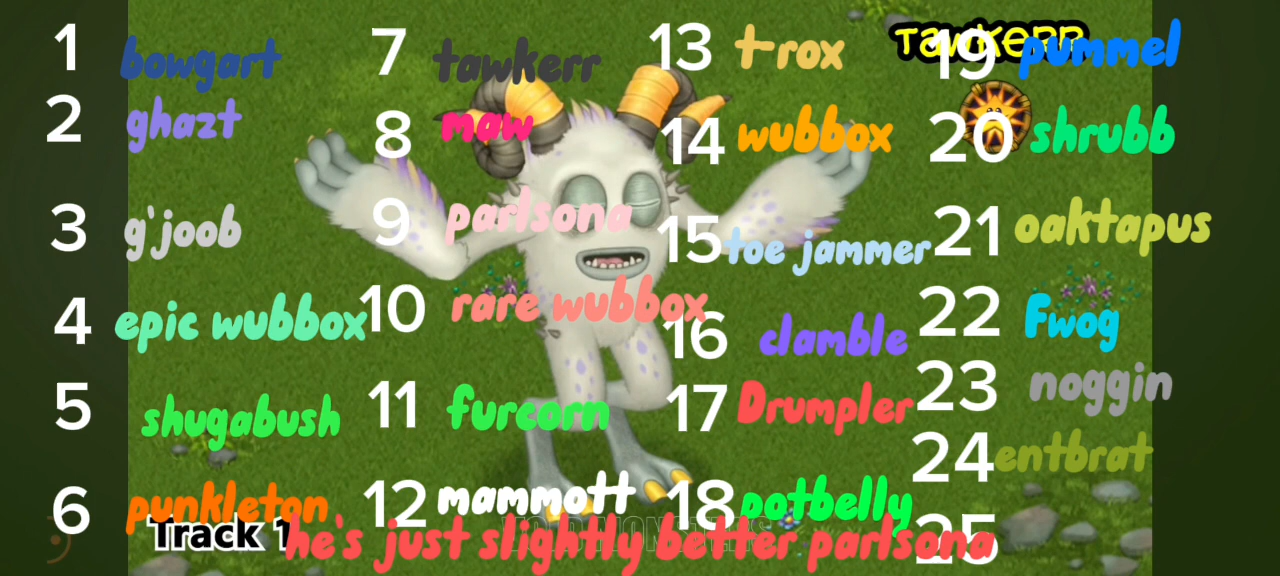 1 bowgart
2 ghazt
3 g'joob
4 epic wubbox
5 shugabush
6 punkleton
7 tawkerr
8 maw
9 parlsona
10 rare wubbox
11 furcorn
12 mammott
13 t-rox
14 wubbox
15 toe jammer
16 clamble
17 Drumpler
18 potbelly
TaWKeRR
19 pummel
20 shrubb
21 oaktapus
22 Fwog
23 noggin
24 entbrat
25
Track 1
he's just slightly better parlsona